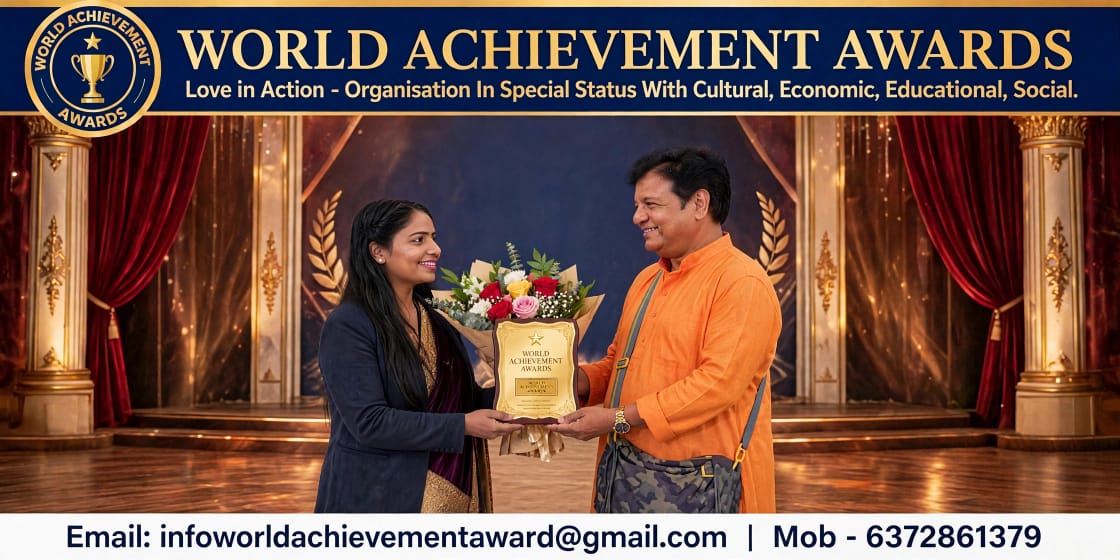 WORLD ACHIEVEMENT
AWARDS
WORLD ACHIEVEMENT AWARDS
Love in Action - Organisation In Special Status With Cultural, Economic, Educational, Social.
WORLD
ACHIEVEMENT
AWARDS
Email: infoworldachievementaward@gmail.com | Mob - 6372861379